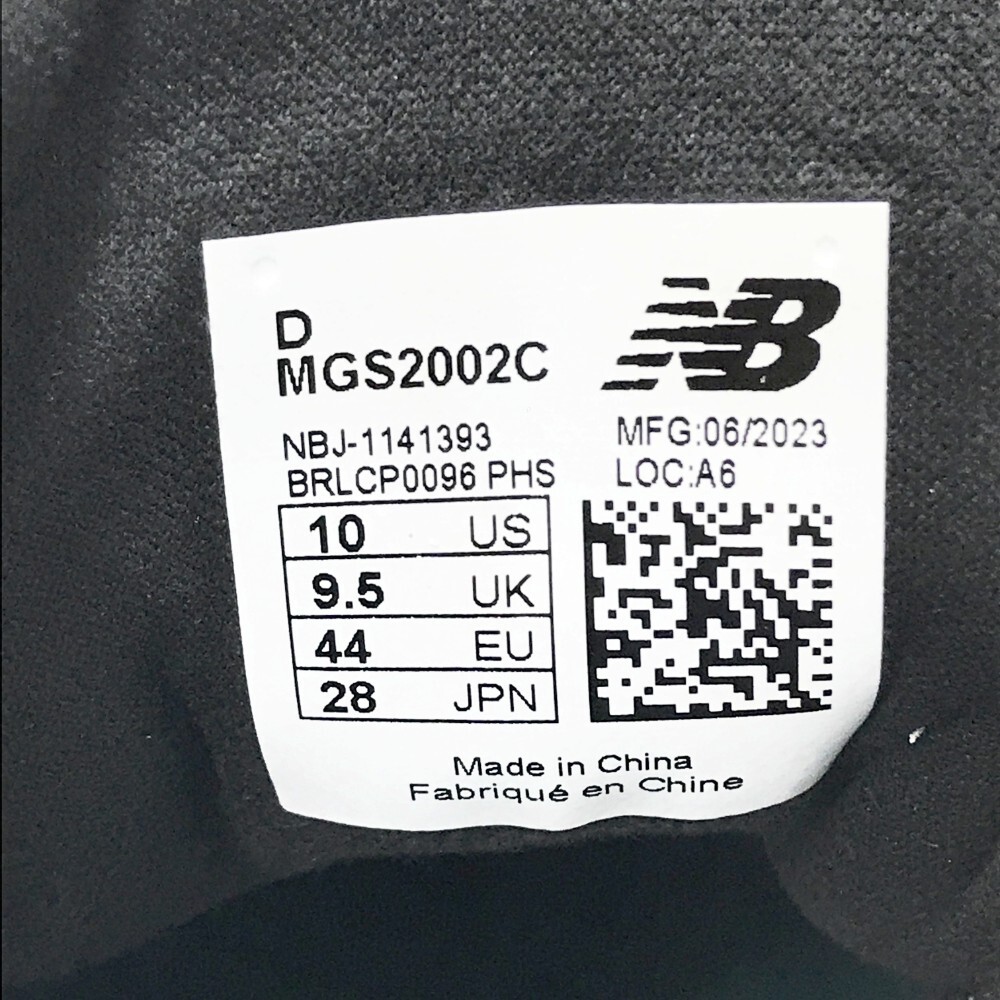 D
MGS2002C
NB
NBJ-1141393
BRLCP0096 PHS
MFG:06/2023
LOC:A6
10 US
9.5 UK
44 EU
28 JPN
Made in China
Fabriqué en Chine